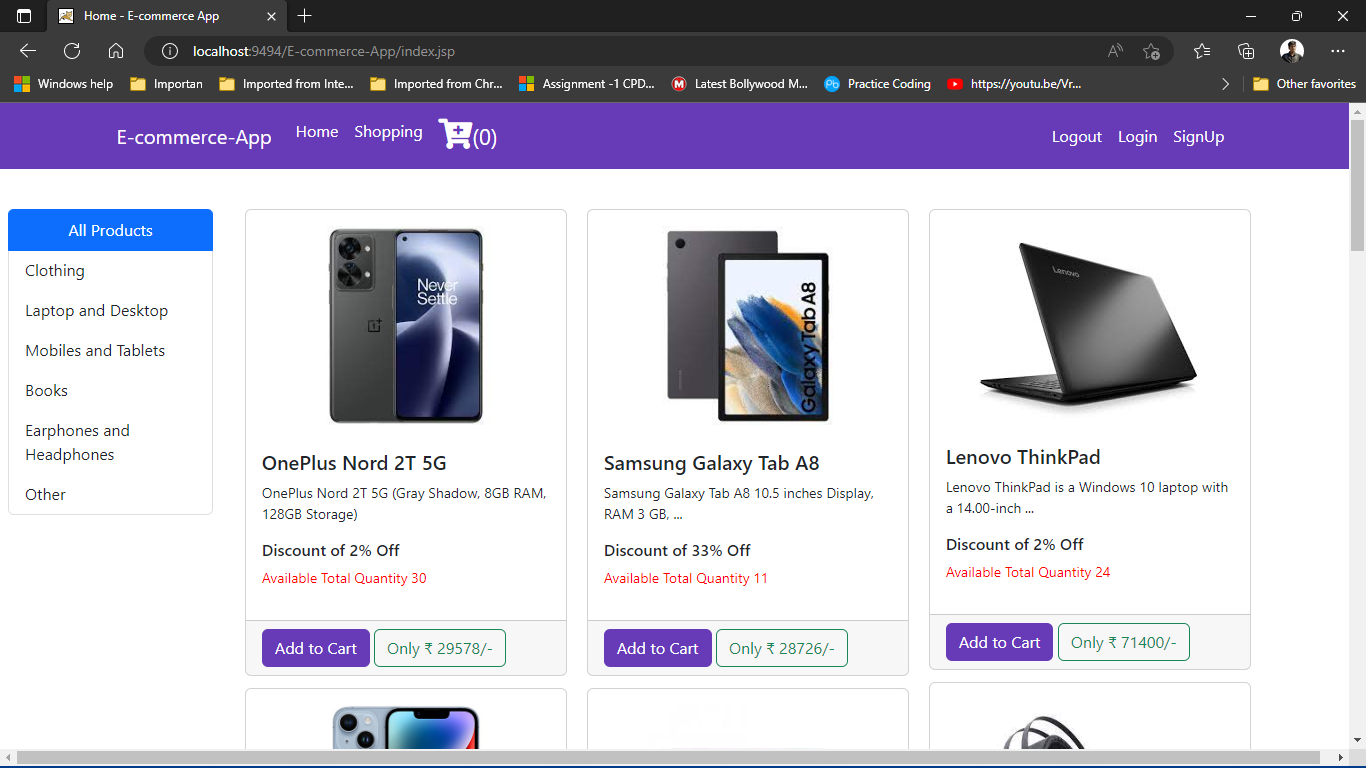 Home - E-commerce App
localhost:9494/E-commerce-App/index.jsp
Windows help
Importan
Imported from Inte...
Imported from Chr...
Assignment -1 CPD...
Latest Bollywood M...
Practice Coding
https://youtu.be/Vr...
Other favorites
E-commerce-App
Home
Shopping
(0)
Logout
Login
SignUp
All Products
Clothing
Laptop and Desktop
Mobiles and Tablets
Books
Earphones and
Headphones
Other
Never
Settle
OnePlus Nord 2T 5G
OnePlus Nord 2T 5G (Gray Shadow, 8GB RAM,
128GB Storage)
Discount of 2% Off
Available Total Quantity 30
Add to Cart
Only ₹ 29578/-
Galaxy Tab A8
Samsung Galaxy Tab A8
Samsung Galaxy Tab A8 10.5 inches Display,
RAM 3 GB, ...
Discount of 33% Off
Available Total Quantity 11
Add to Cart
Only ₹ 28726/-
Lenovo
Lenovo ThinkPad
Lenovo ThinkPad is a Windows 10 laptop with
a 14.00-inch ...
Discount of 2% Off
Available Total Quantity 24
Add to Cart
Only ₹ 71400/-